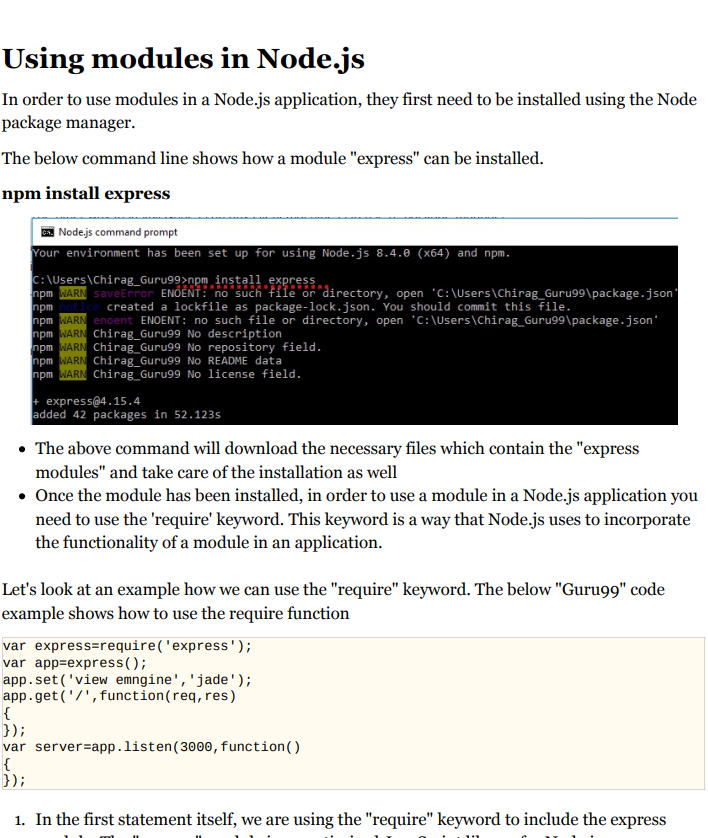 Using modules in Node.js
In order to use modules in a Node.js application, they first need to be installed using the Node
package manager.
The below command line shows how a module "express" can be installed.
npm install express
Node.js command prompt
Your environment has been set up for using Node.js 8.4.0 (x64) and npm.
C:\Users\Chirag_Guru99>npm install express
npm WARN saveError ENOENT: no such file or directory, open 'C:\Users\Chirag_Guru99\package.json'
npm notice created a lockfile as package-lock.json. You should commit this file.
npm WARN enoent ENOENT: no such file or directory, open 'C:\Users\Chirag_Guru99\package.json'
npm WARN Chirag_Guru99 No description
npm WARN Chirag_Guru99 No repository field.
npm WARN Chirag_Guru99 No README data
npm WARN Chirag_Guru99 No license field.
+ express@4.15.4
added 42 packages in 52.123s
• The above command will download the necessary files which contain the "express
modules" and take care of the installation as well
• Once the module has been installed, in order to use a module in a Node.js application you
need to use the 'require' keyword. This keyword is a way that Node.js uses to incorporate
the functionality of a module in an application.
Let's look at an example how we can use the "require" keyword. The below "Guru99" code
example shows how to use the require function
var express=require('express');
var app=express();
app.set('view emngine','jade');
app.get('/',function(req,res)
{
});
var server=app.listen(3000,function()
{
});
1. In the first statement itself, we are using the "require" keyword to include the express